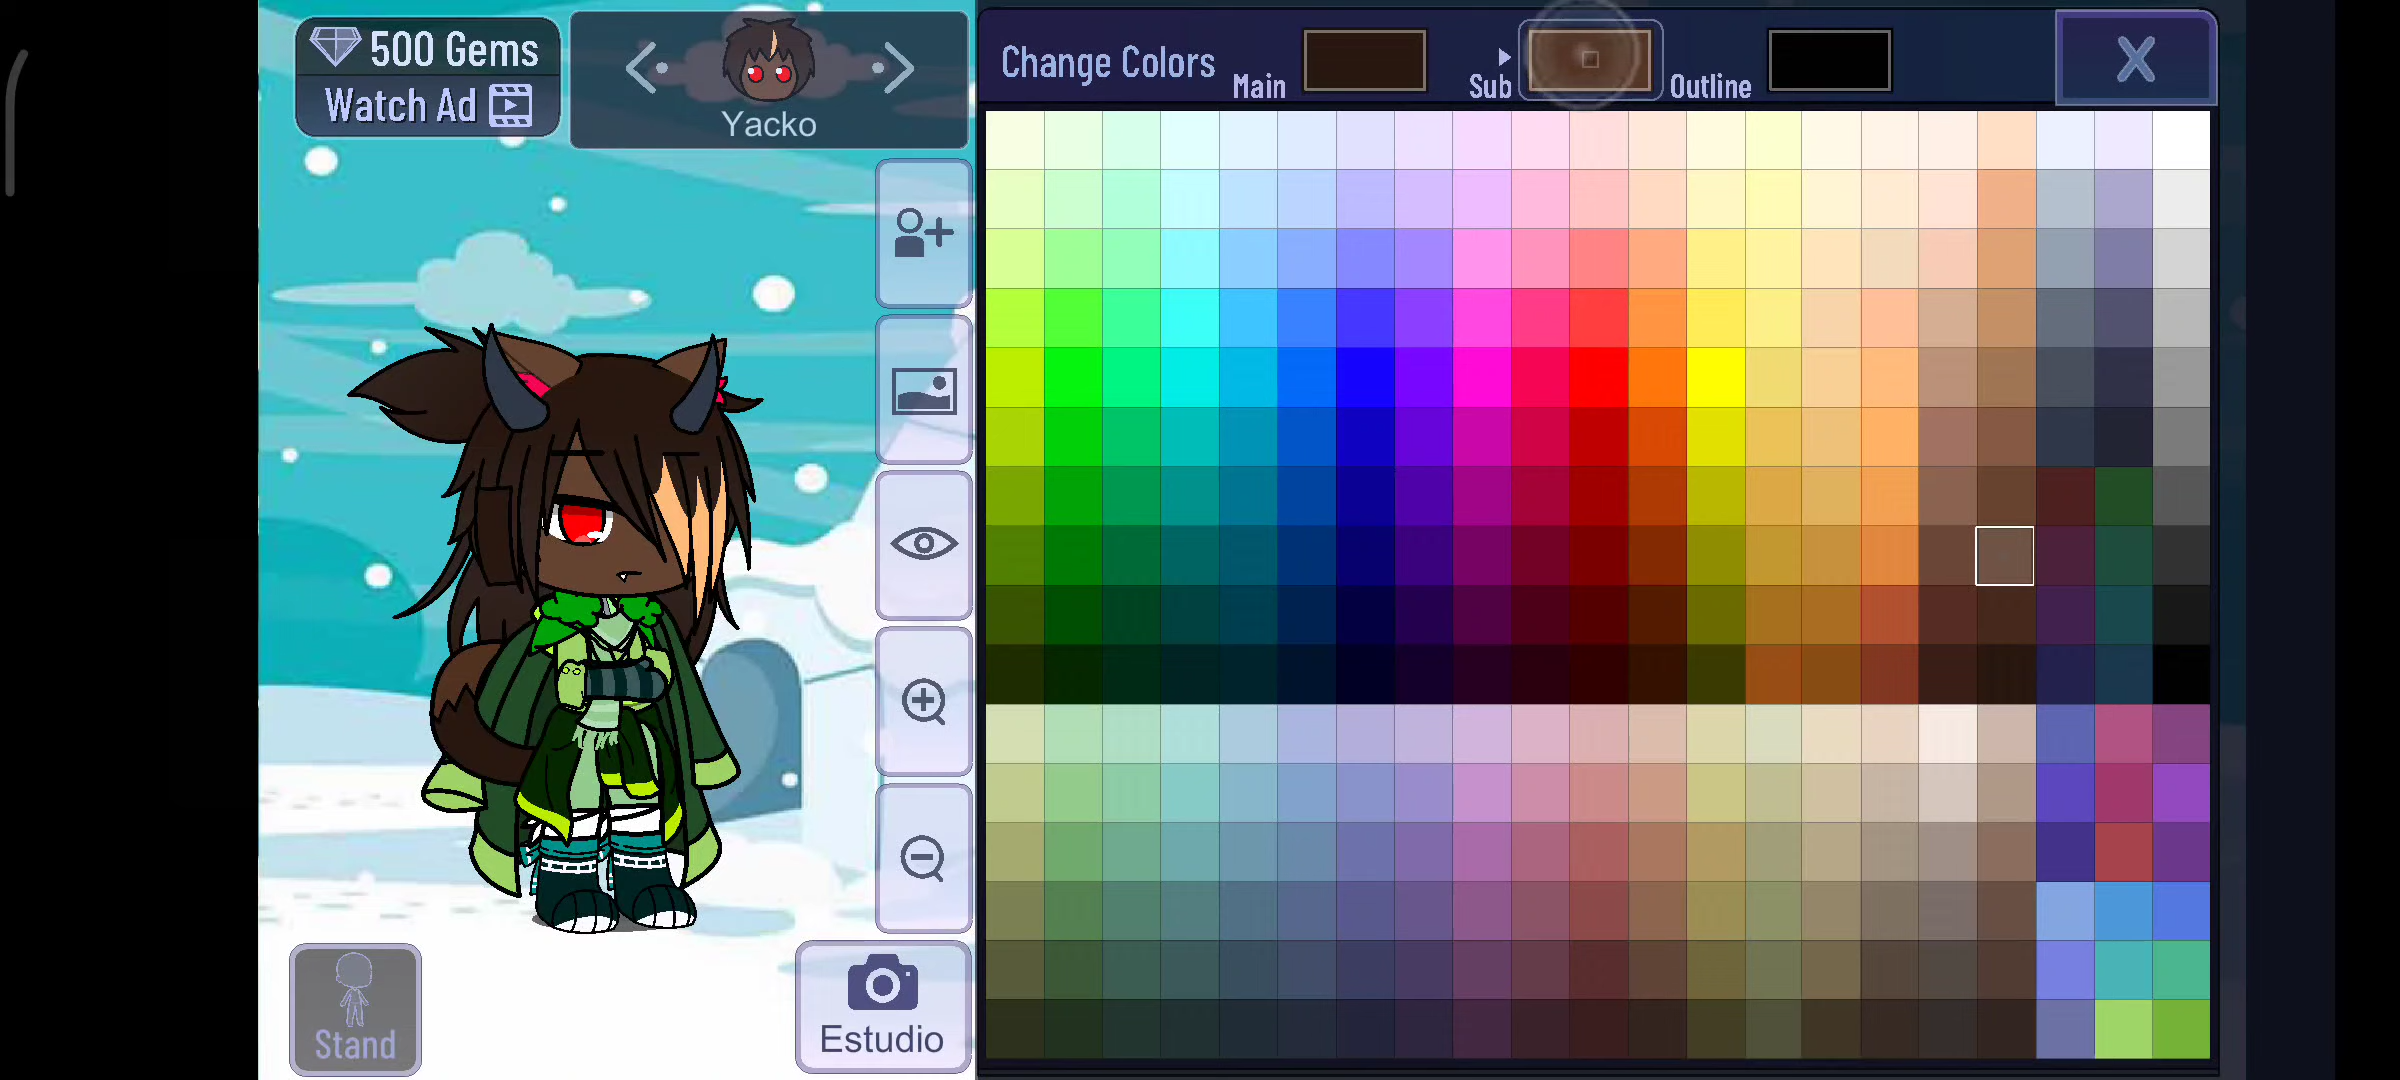 500 Gems
Watch Ad
Yacko
Change Colors
Main
Sub
Outline
X
Stand
Estudio